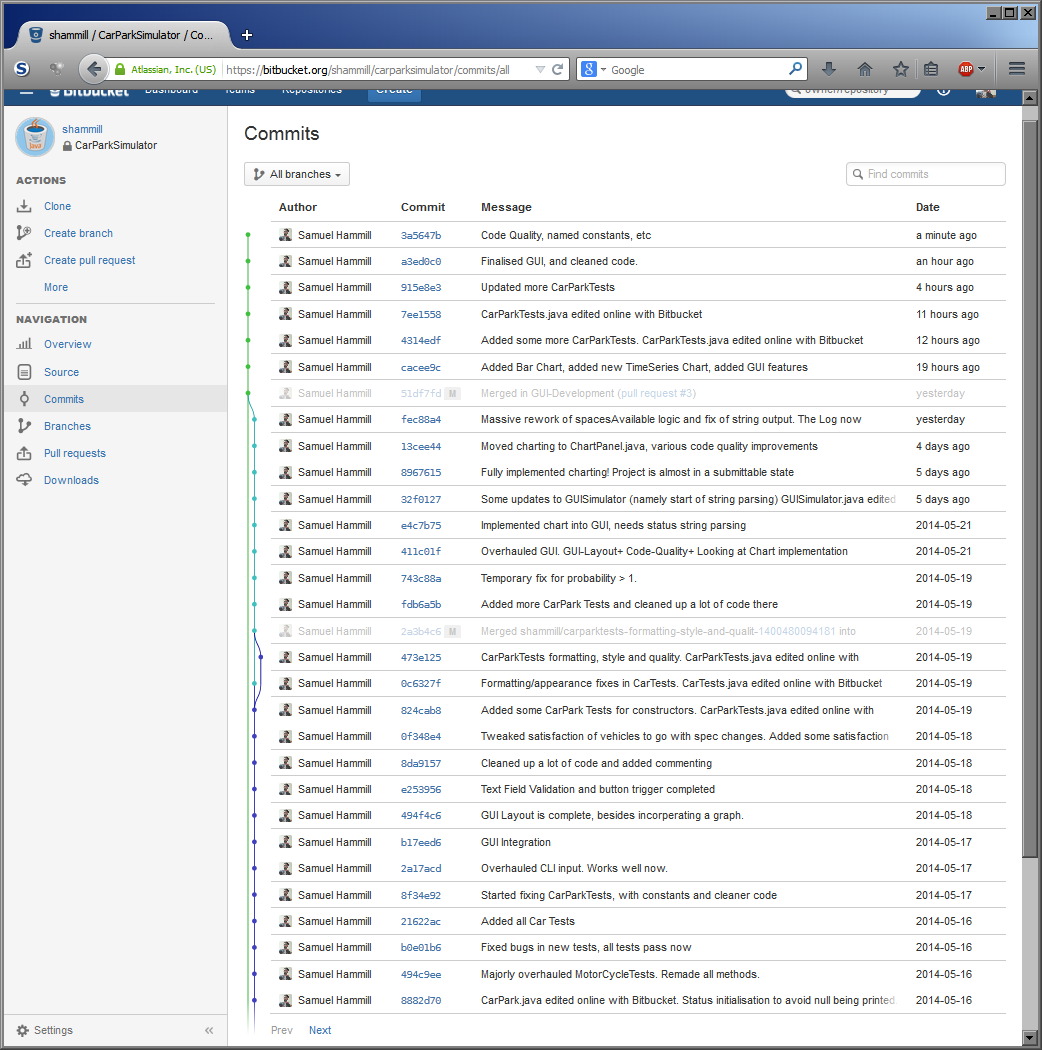 shammill / CarParkSimulator / Co...
Atlassian, Inc. (US) https://bitbucket.org/shammill/carparksimulator/commits/all Google ABP
Bitbucket Dashboard Teams Repositories Create owner/repository
shammill
CarParkSimulator
ACTIONS
Clone
Create branch
Create pull request
More
NAVIGATION
Overview
Source
Commits
Branches
Pull requests
Downloads
Settings
Commits
All branches Find commits
Author Commit Message Date
Samuel Hammill 3a5647b Code Quality, named constants, etc a minute ago
Samuel Hammill a3ed0c0 Finalised GUI, and cleaned code. an hour ago
Samuel Hammill 915e8e3 Updated more CarParkTests 4 hours ago
Samuel Hammill 7ee1558 CarParkTests.java edited online with Bitbucket 11 hours ago
Samuel Hammill 4314edf Added some more CarParkTests. CarParkTests.java edited online with Bitbucket 12 hours ago
Samuel Hammill cacee9c Added Bar Chart, added new TimeSeries Chart, added GUI features 19 hours ago
Samuel Hammill 51df7fd M Merged in GUI-Development (pull request #3) yesterday
Samuel Hammill fec88a4 Massive rework of spacesAvailable logic and fix of string output. The Log now yesterday
Samuel Hammill 13cee44 Moved charting to ChartPanel.java, various code quality improvements 4 days ago
Samuel Hammill 8967615 Fully implemented charting! Project is almost in a submittable state 5 days ago
Samuel Hammill 32f0127 Some updates to GUISimulator (namely start of string parsing) GUISimulator.java edited 5 days ago
Samuel Hammill e4c7b75 Implemented chart into GUI, needs status string parsing 2014-05-21
Samuel Hammill 411c01f Overhauled GUI. GUI-Layout+ Code-Quality+ Looking at Chart implementation 2014-05-21
Samuel Hammill 743c88a Temporary fix for probability > 1. 2014-05-19
Samuel Hammill fdb6a5b Added more CarPark Tests and cleaned up a lot of code there 2014-05-19
Samuel Hammill 2a3b4c6 M Merged shammill/carparktests-formatting-style-and-qualit-1400480094181 into 2014-05-19
Samuel Hammill 473e125 CarParkTests formatting, style and quality. CarParkTests.java edited online with 2014-05-19
Samuel Hammill 0c6327f Formatting/appearance fixes in CarTests. CarTests.java edited online with Bitbucket 2014-05-19
Samuel Hammill 824cab8 Added some CarPark Tests for constructors. CarParkTests.java edited online with 2014-05-19
Samuel Hammill 0f348e4 Tweaked satisfaction of vehicles to go with spec changes. Added some satisfaction 2014-05-18
Samuel Hammill 8da9157 Cleaned up a lot of code and added commenting 2014-05-18
Samuel Hammill e253956 Text Field Validation and button trigger completed 2014-05-18
Samuel Hammill 494f4c6 GUI Layout is complete, besides incorperating a graph. 2014-05-18
Samuel Hammill b17eed6 GUI Integration 2014-05-17
Samuel Hammill 2a17acd Overhauled CLI input. Works well now. 2014-05-17
Samuel Hammill 8f34e92 Started fixing CarParkTests, with constants and cleaner code 2014-05-17
Samuel Hammill 21622ac Added all Car Tests 2014-05-16
Samuel Hammill b0e01b6 Fixed bugs in new tests, all tests pass now 2014-05-16
Samuel Hammill 494c9ee Majorly overhauled MotorCycleTests. Remade all methods. 2014-05-16
Samuel Hammill 8882d70 CarPark.java edited online with Bitbucket. Status initialisation to avoid null being printed, 2014-05-16
Prev Next